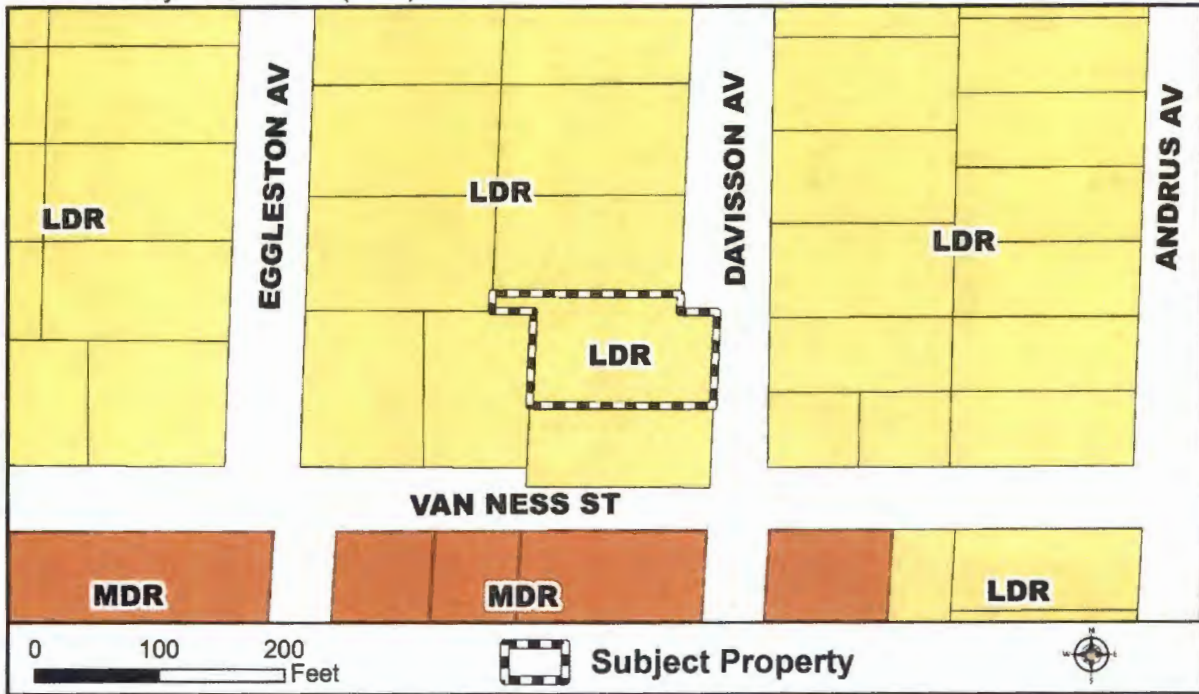 EGGLESTON AV
DAVISSON AV
ANDRUS AV
LDR
LDR
LDR
LDR
VAN NESS ST
MDR
MDR
LDR
0 100 200
Feet
Subject Property
N
W E
S